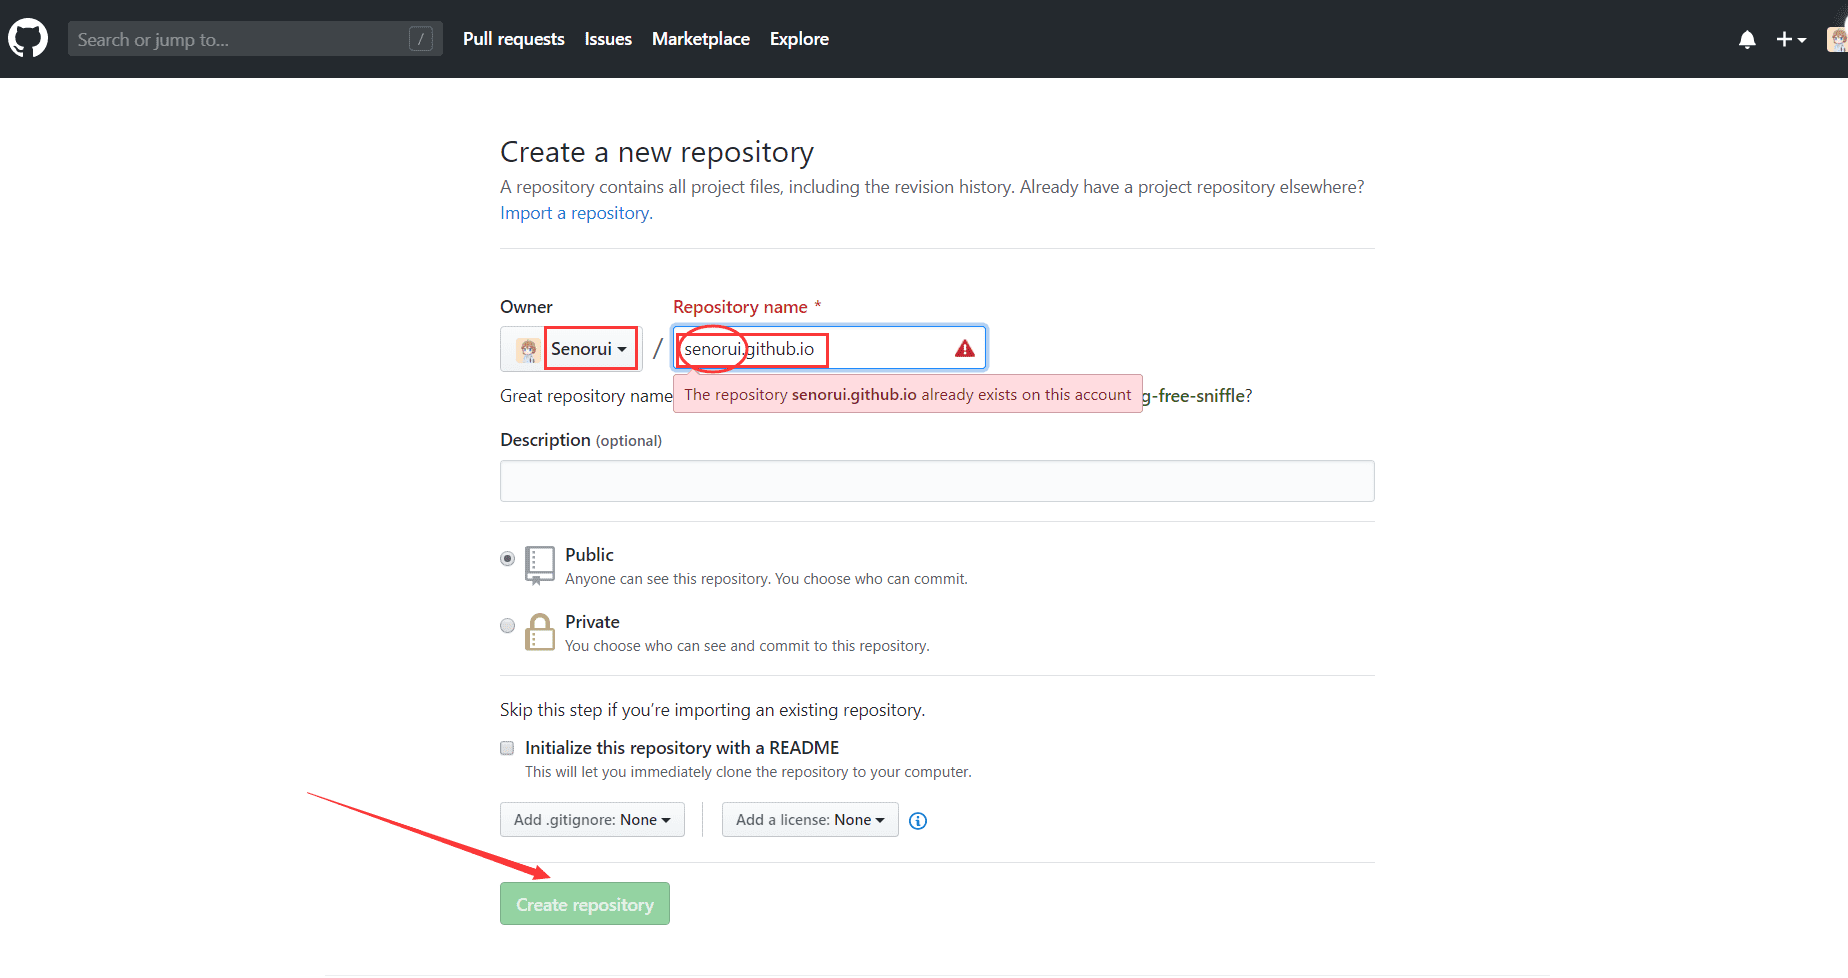 Search or jump to... / Pull requests Issues Marketplace Explore
Create a new repository
A repository contains all project files, including the revision history. Already have a project repository elsewhere?
Import a repository.
Owner Repository name *
Senorui / senorui.github.io
The repository senorui.github.io already exists on this account
Great repository name g-free-sniffle?
Description (optional)
Public
Anyone can see this repository. You choose who can commit.
Private
You choose who can see and commit to this repository.
Skip this step if you’re importing an existing repository.
Initialize this repository with a README
This will let you immediately clone the repository to your computer.
Add .gitignore: None Add a license: None
Create repository